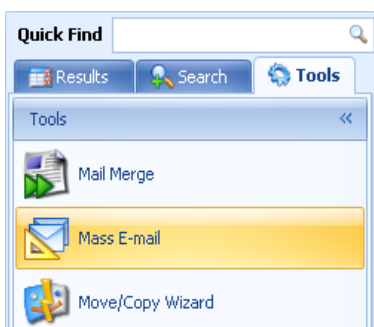 Quick Find
Results Search Tools
Tools
Mail Merge
Mass E-mail
Move/Copy Wizard